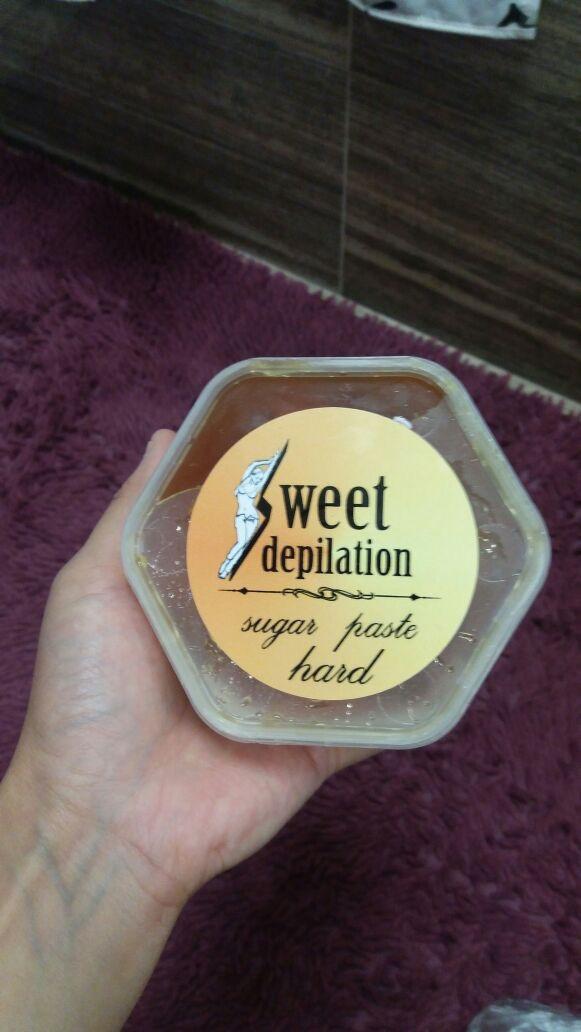 Sweet
depilation
sugar paste
hard